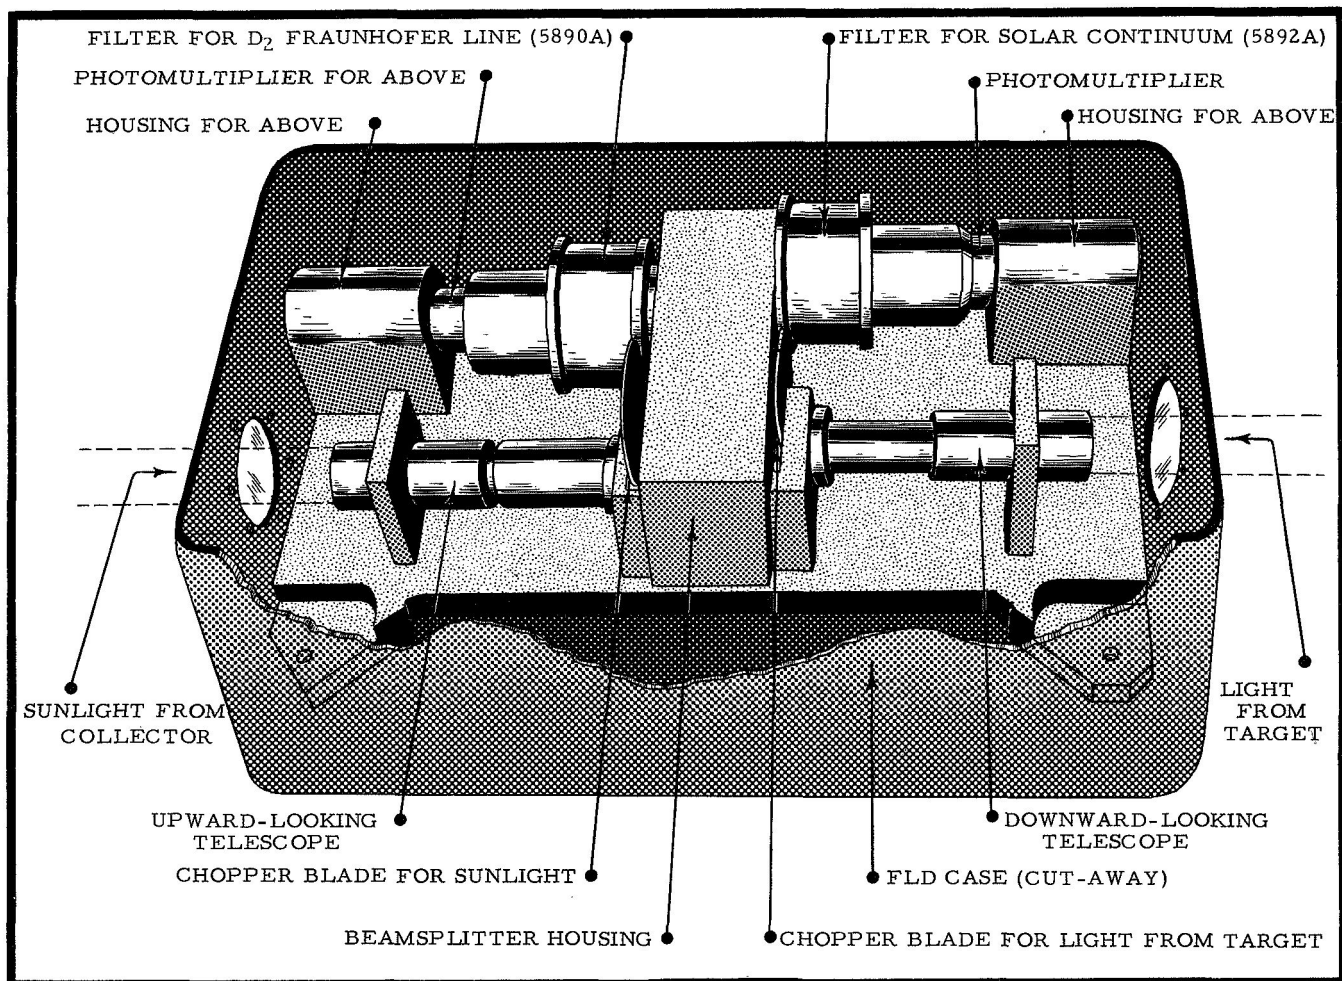 FILTER FOR D₂ FRAUNHOFER LINE (5890A)
PHOTOMULTIPLIER FOR ABOVE
HOUSING FOR ABOVE
FILTER FOR SOLAR CONTINUUM (5892A)
PHOTOMULTIPLIER
HOUSING FOR ABOVE
SUNLIGHT FROM
COLLECTOR
LIGHT
FROM
TARGET
UPWARD-LOOKING
TELESCOPE
DOWNWARD-LOOKING
TELESCOPE
CHOPPER BLADE FOR SUNLIGHT
FLD CASE (CUT-AWAY)
BEAMSPLITTER HOUSING
CHOPPER BLADE FOR LIGHT FROM TARGET